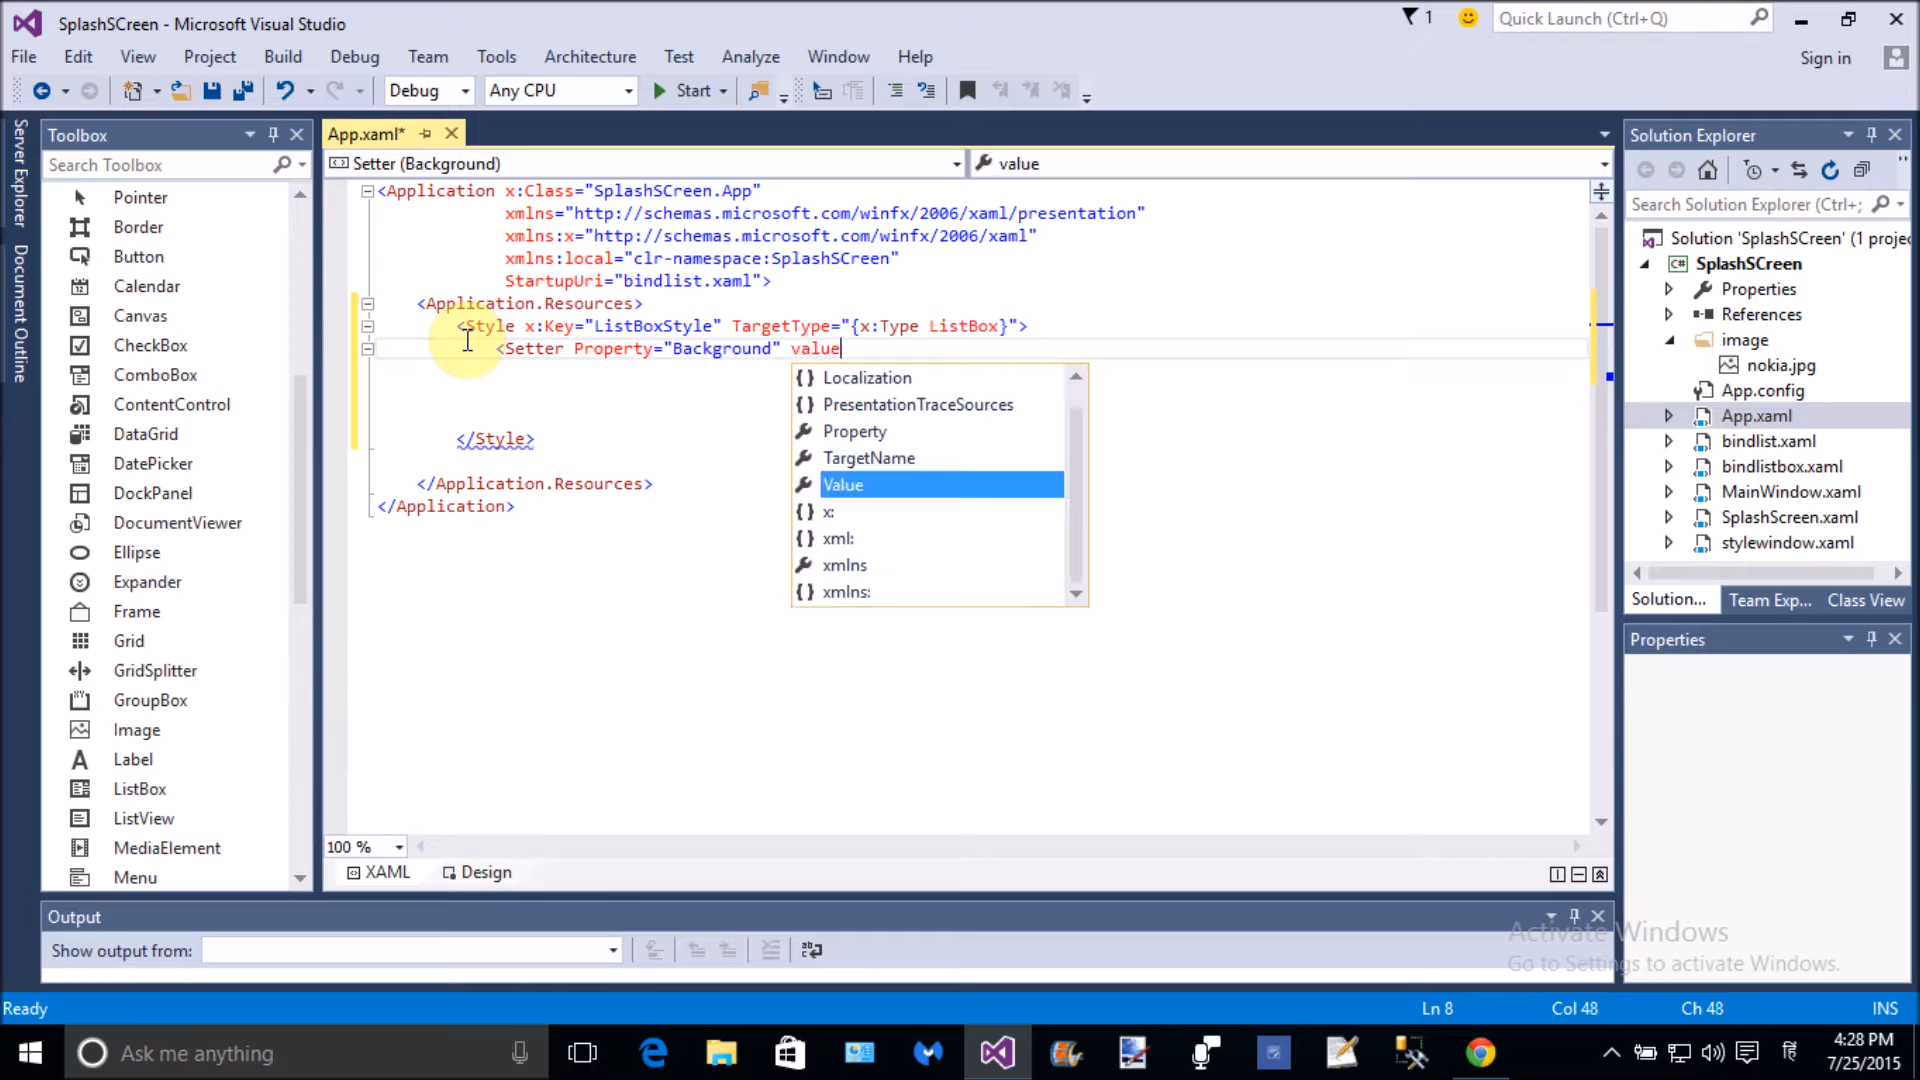 SplashSCreen - Microsoft Visual Studio
1
Quick Launch (Ctrl+Q)
File Edit View Project Build Debug Team Tools Architecture Test Analyze Window Help
Sign in
Debug Any CPU Start
Server Explorer
Document Outline
Toolbox
Search Toolbox
Pointer
Border
Button
Calendar
Canvas
CheckBox
ComboBox
ContentControl
DataGrid
DatePicker
DockPanel
DocumentViewer
Ellipse
Expander
Frame
Grid
GridSplitter
GroupBox
Image
Label
ListBox
ListView
MediaElement
Menu
App.xaml*
Setter (Background) value
<Application x:Class="SplashSCreen.App"
xmlns="http://schemas.microsoft.com/winfx/2006/xaml/presentation"
xmlns:x="http://schemas.microsoft.com/winfx/2006/xaml"
xmlns:local="clr-namespace:SplashSCreen"
StartupUri="bindlist.xaml">
<Application.Resources>
<Style x:Key="ListBoxStyle" TargetType="{x:Type ListBox}">
<Setter Property="Background" value
Localization
PresentationTraceSources
Property
TargetName
Value
x:
xml:
xmlns
xmlns:
</Style>
</Application.Resources>
</Application>
100 %
XAML Design
Solution Explorer
Search Solution Explorer (Ctrl+;
Solution 'SplashSCreen' (1 projec
SplashSCreen
Properties
References
image
nokia.jpg
App.config
App.xaml
bindlist.xaml
bindlistbox.xaml
MainWindow.xaml
SplashScreen.xaml
stylewindow.xaml
Solution... Team Exp... Class View
Properties
Output
Show output from:
Activate Windows
Go to Settings to activate Windows.
Ready Ln 8 Col 48 Ch 48 INS
Ask me anything
हिं
4:28 PM
7/25/2015